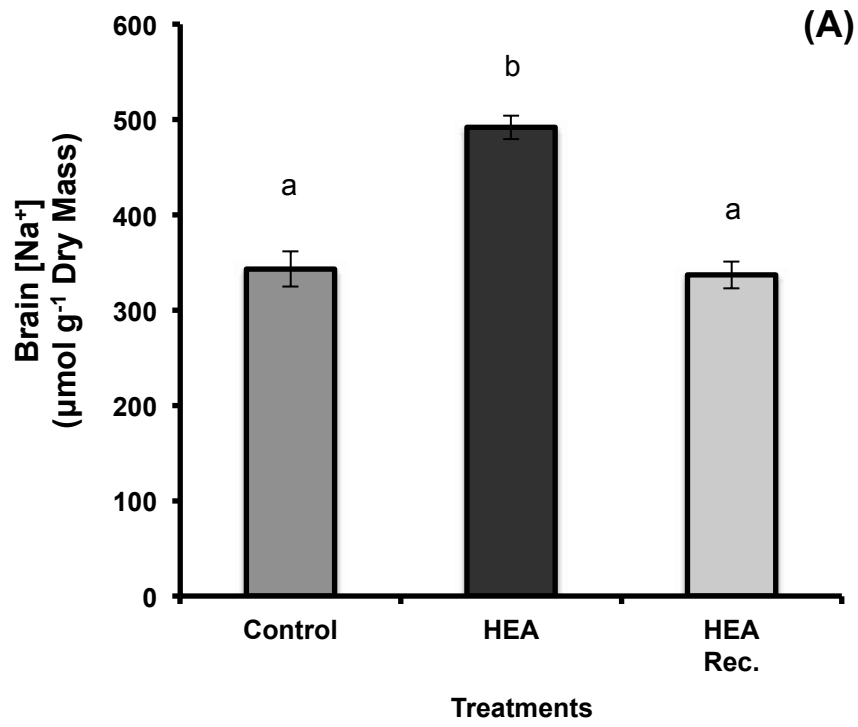 (A)
Brain [Na⁺]
(µmol g⁻¹ Dry Mass)
600
500
400
300
200
100
0
a
b
a
Control
HEA
HEA
Rec.
Treatments